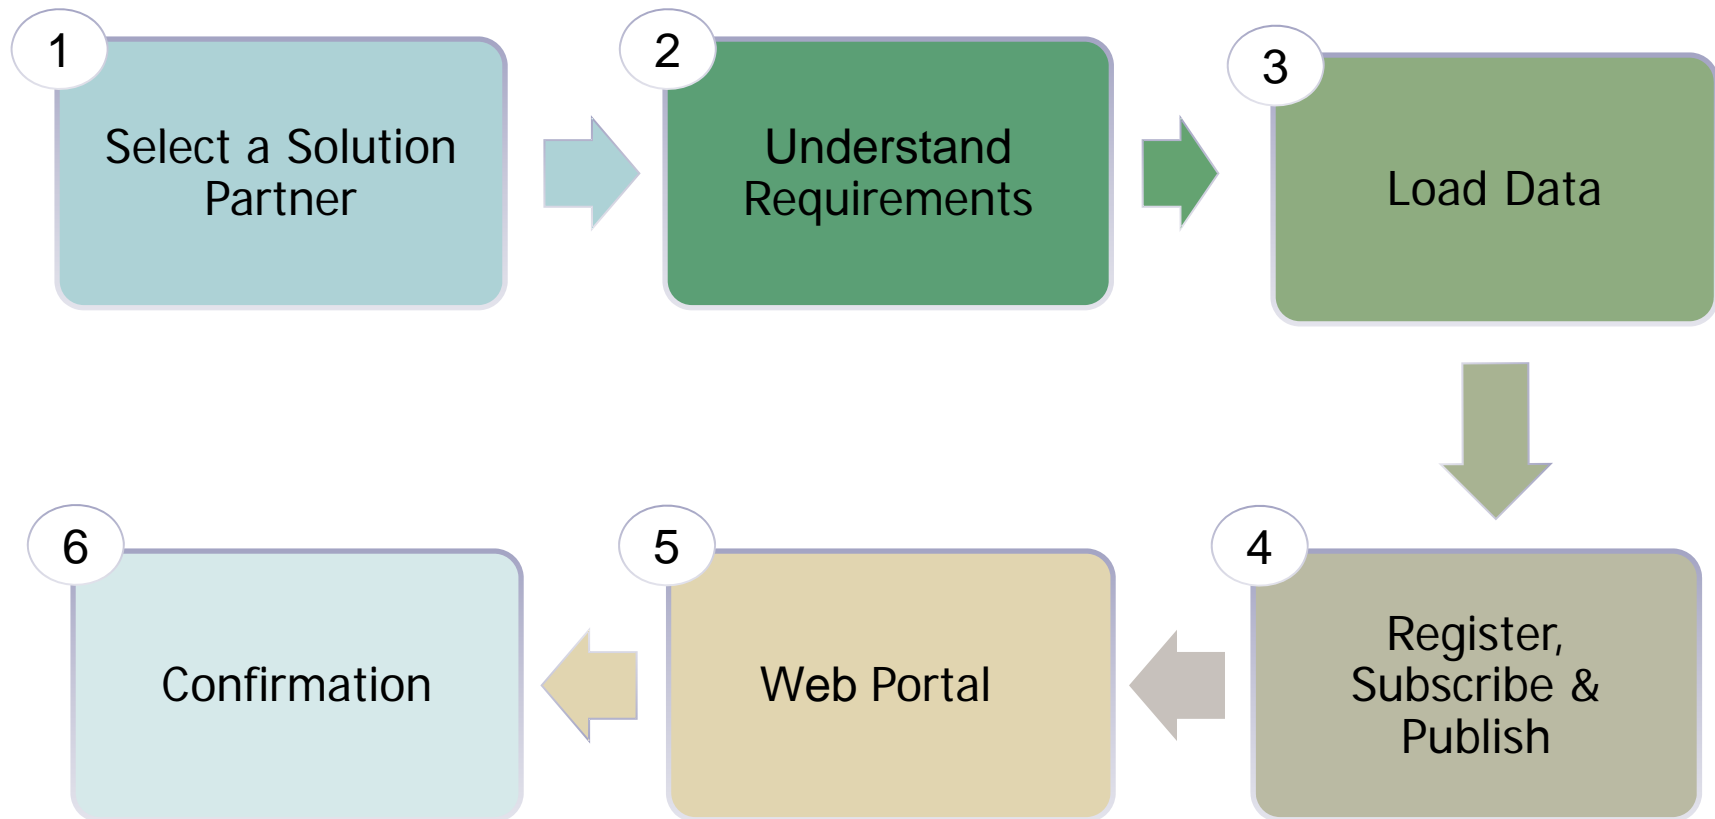 1
Select a Solution
Partner
2
Understand
Requirements
3
Load Data
4
Register,
Subscribe &
Publish
5
Web Portal
6
Confirmation